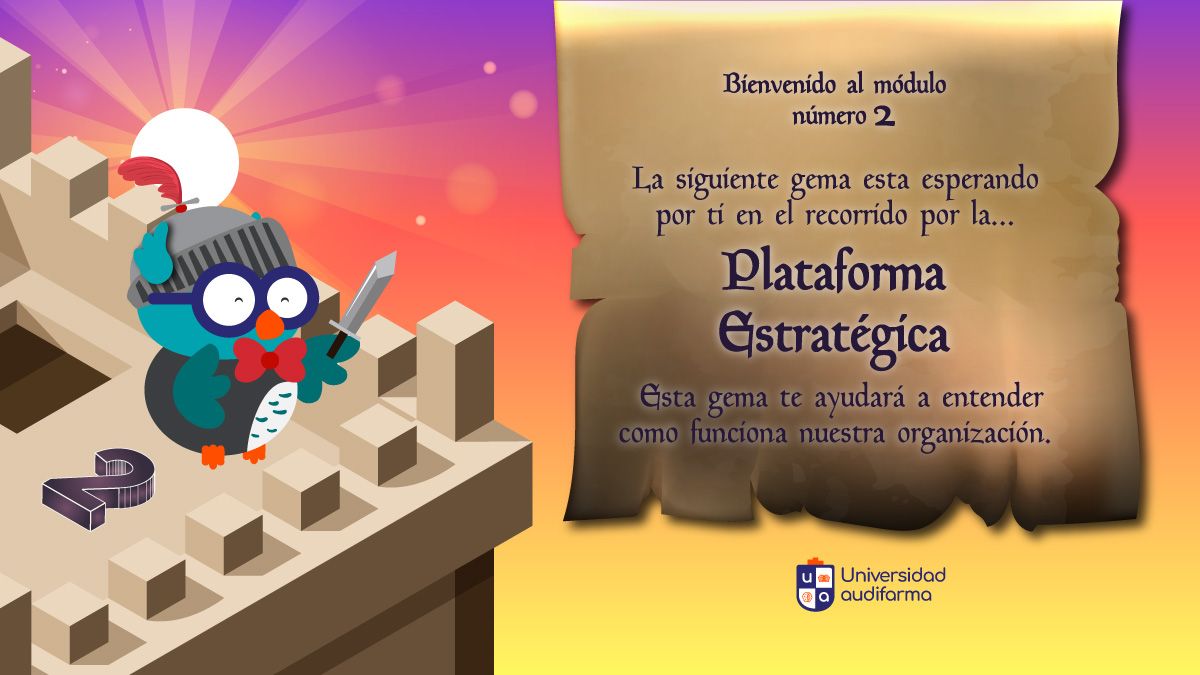 Bienvenido al módulo
número 2
La siguiente gema esta esperando
por ti en el recorrido por la...
Plataforma
Estratégica
Esta gema te ayudará a entender
como funciona nuestra organización.
2
u
a
Universidad
audifarma